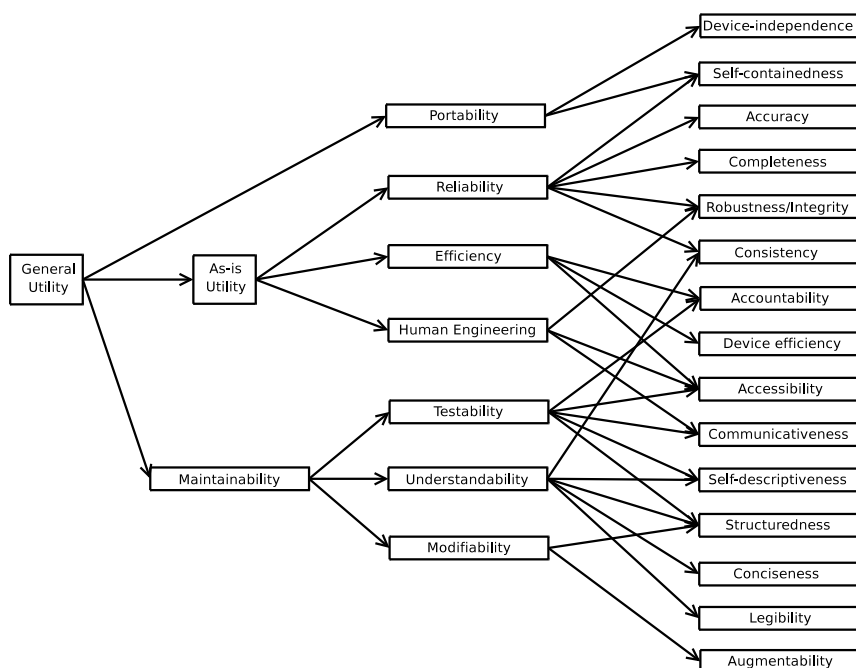 General
Utility
As-is
Utility
Maintainability
Portability
Reliability
Efficiency
Human Engineering
Testability
Understandability
Modifiability
Device-independence
Self-containedness
Accuracy
Completeness
Robustness/Integrity
Consistency
Accountability
Device efficiency
Accessibility
Communicativeness
Self-descriptiveness
Structuredness
Conciseness
Legibility
Augmentability